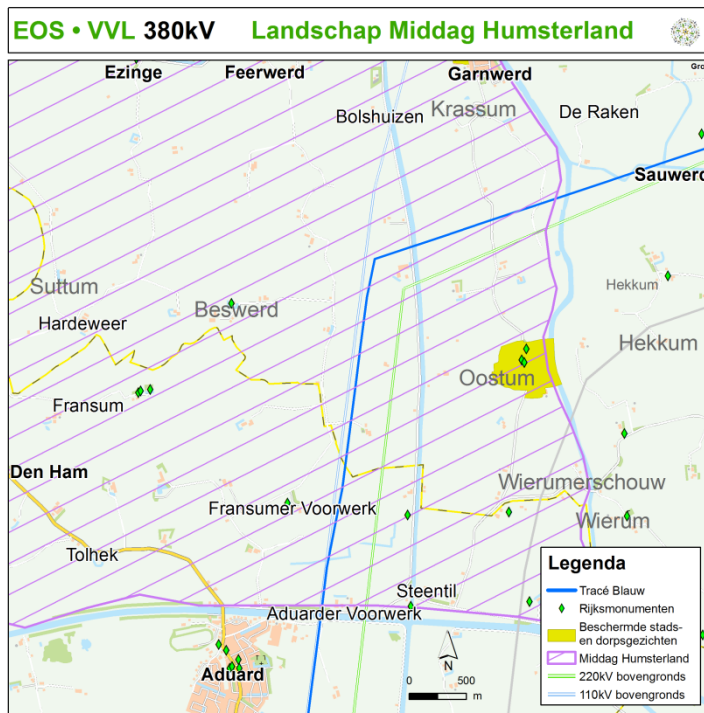 EOS • VVL 380kV Landschap Middag Humsterland
Ezinge
Feerwerd
Garnwerd
Gro
Krassum
Bolshuizen
De Raken
Sauwerd
Suttum
Beswerd
Hekkum
Hardeweer
Hekkum
Oostum
Fransum
Den Ham
Wierumerschouw
Fransumer Voorwerk
Wierum
Tolhek
Steentil
Aduarder Voorwerk
Aduard
N
0 500
m
Legenda
Tracé Blauw
Rijksmonumenten
Beschermde stads-
en dorpsgezichten
Middag Humsterland
220kV bovengronds
110kV bovengronds